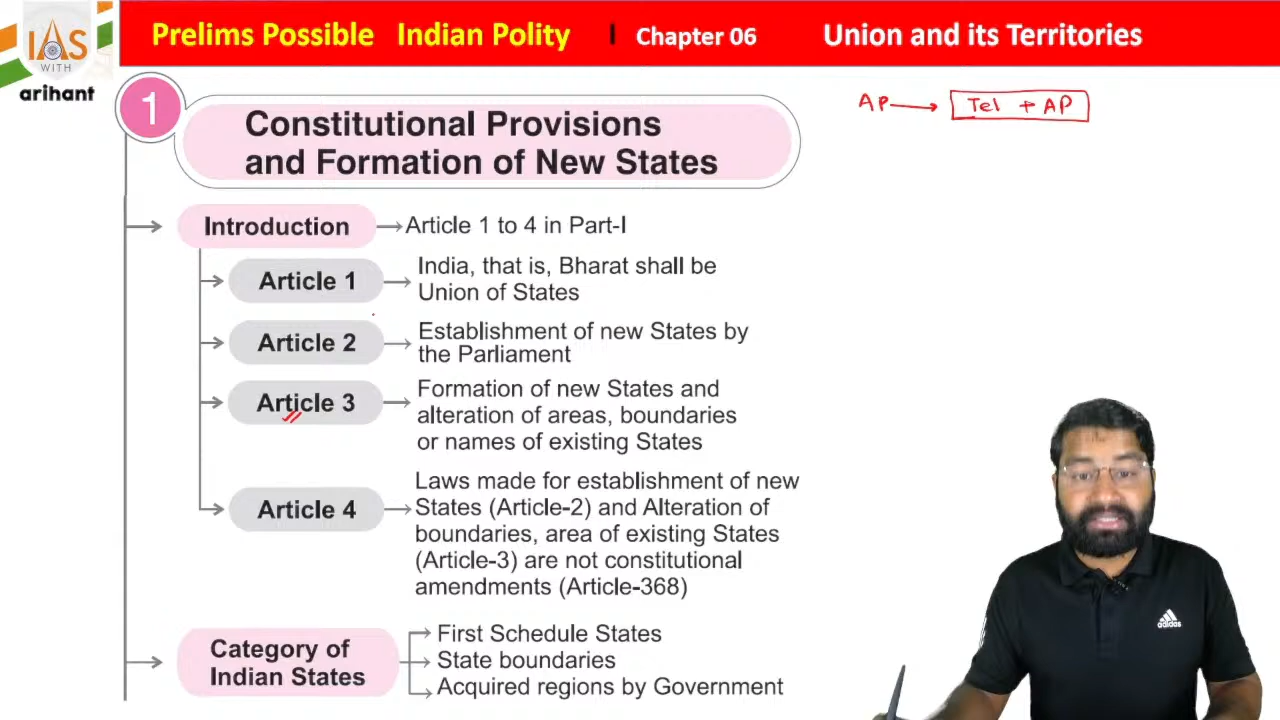 IAS
WITH
arihant
Prelims Possible Indian Polity | Chapter 06 Union and its Territories
1
Constitutional Provisions
and Formation of New States
AP → Tel + AP
Introduction → Article 1 to 4 in Part-I
Article 1 → India, that is, Bharat shall be
Union of States
Article 2 → Establishment of new States by
the Parliament
Article 3 → Formation of new States and
alteration of areas, boundaries
or names of existing States
Article 4 → Laws made for establishment of new
States (Article-2) and Alteration of
boundaries, area of existing States
(Article-3) are not constitutional
amendments (Article-368)
Category of
Indian States
First Schedule States
State boundaries
Acquired regions by Government
adidas